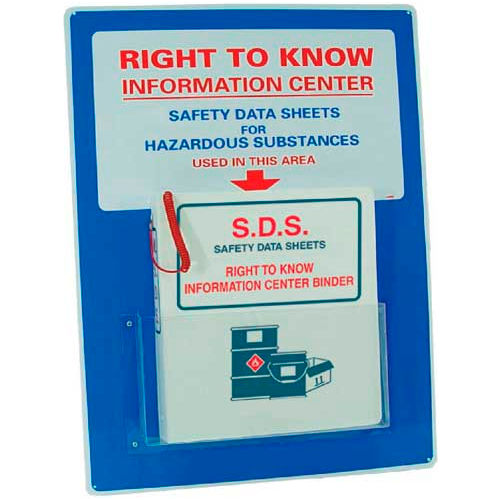 RIGHT TO KNOW
INFORMATION CENTER
SAFETY DATA SHEETS
FOR
HAZARDOUS SUBSTANCES
USED IN THIS AREA
S.D.S.
SAFETY DATA SHEETS
RIGHT TO KNOW
INFORMATION CENTER BINDER